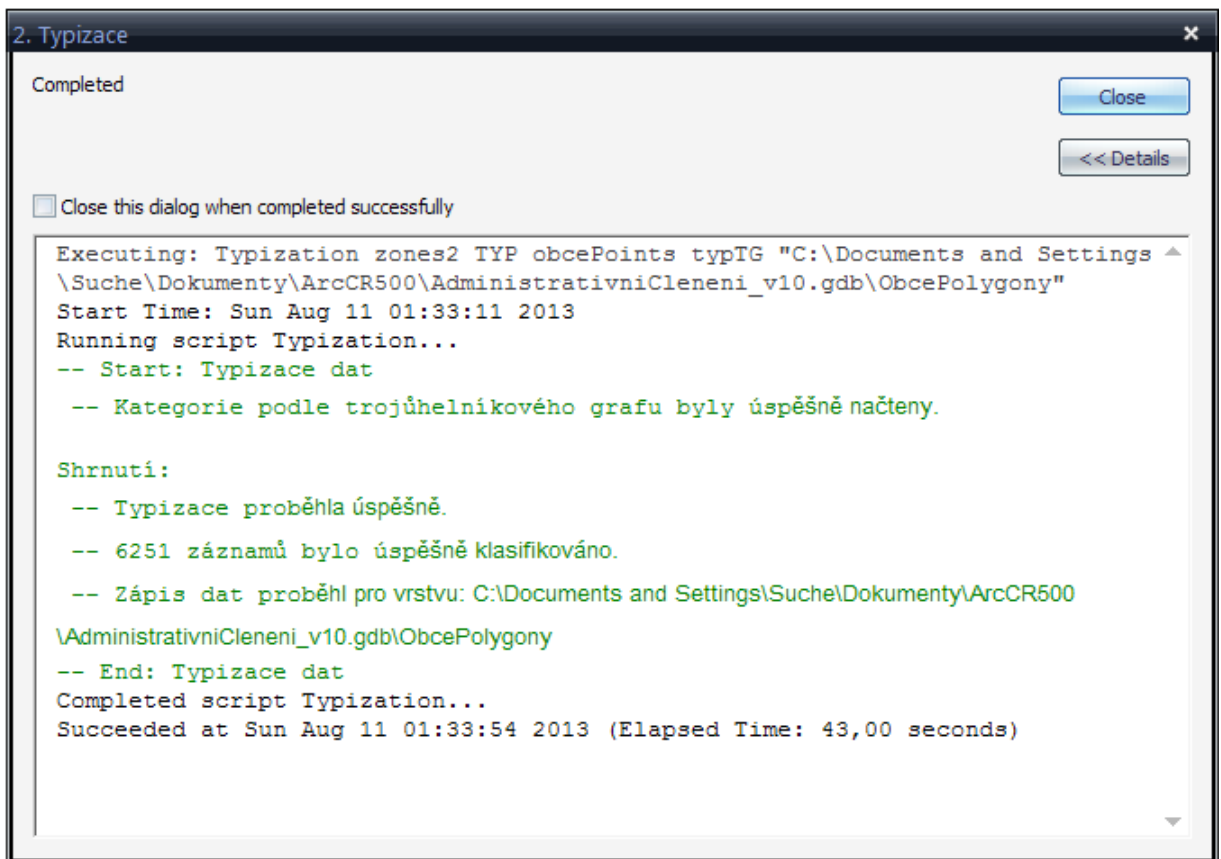 2. Typizace
Completed
Close
<< Details
Close this dialog when completed successfully
Executing: Typization zones2 TYP obcePoints typTG "C:\Documents and Settings
\Suche\Dokumenty\ArcCR500\AdministrativniCleneni_v10.gdb\ObcePolygony"
Start Time: Sun Aug 11 01:33:11 2013
Running script Typization...
-- Start: Typizace dat
-- Kategorie podle trojúhelníkového grafu byly úspěšně načteny.
Shrnutí:
-- Typizace proběhla úspěšně.
-- 6251 záznamů bylo úspěšně klasifikováno.
-- Zápis dat proběhl pro vrstvu: C:\Documents and Settings\Suche\Dokumenty\ArcCR500
\AdministrativniCleneni_v10.gdb\ObcePolygony
-- End: Typizace dat
Completed script Typization...
Succeeded at Sun Aug 11 01:33:54 2013 (Elapsed Time: 43,00 seconds)